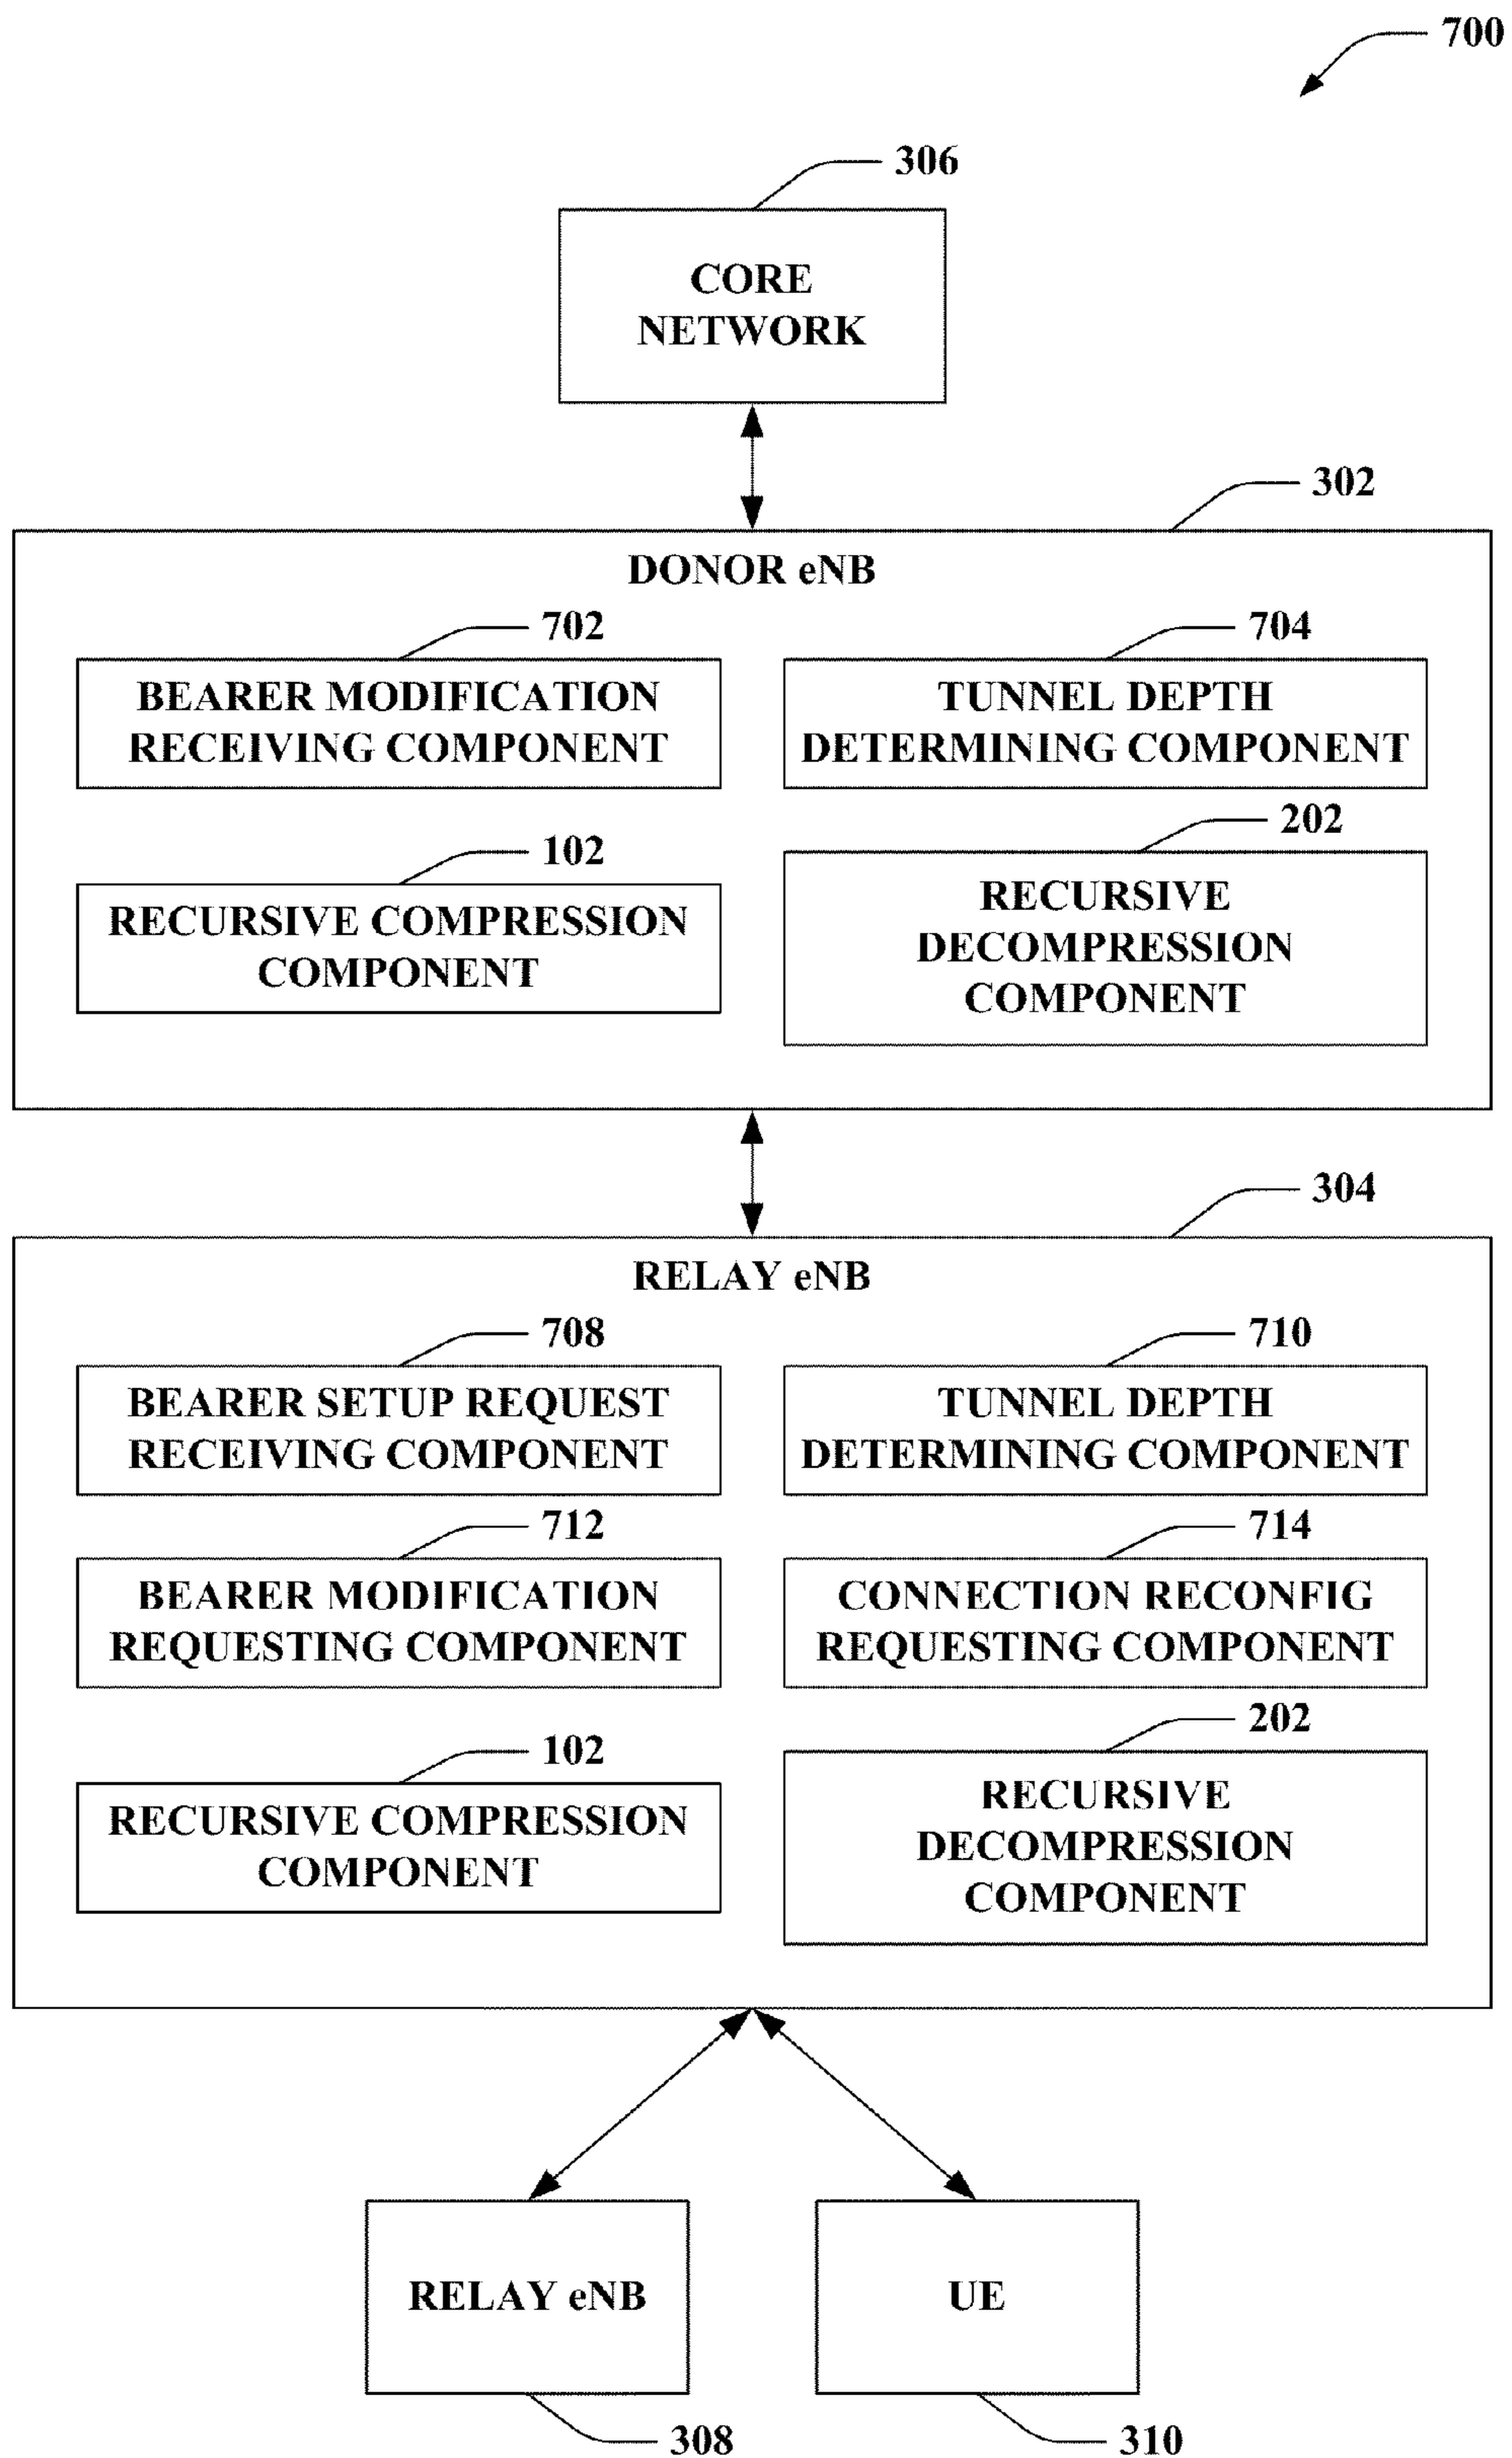 700
306
CORE
NETWORK
302
DONOR eNB
702
704
BEARER MODIFICATION
RECEIVING COMPONENT
TUNNEL DEPTH
DETERMINING COMPONENT
102
202
RECURSIVE COMPRESSION
COMPONENT
RECURSIVE
DECOMPRESSION
COMPONENT
304
RELAY eNB
708
710
BEARER SETUP REQUEST
RECEIVING COMPONENT
TUNNEL DEPTH
DETERMINING COMPONENT
712
714
BEARER MODIFICATION
REQUESTING COMPONENT
CONNECTION RECONFIG
REQUESTING COMPONENT
102
202
RECURSIVE COMPRESSION
COMPONENT
RECURSIVE
DECOMPRESSION
COMPONENT
RELAY eNB
UE
308
310